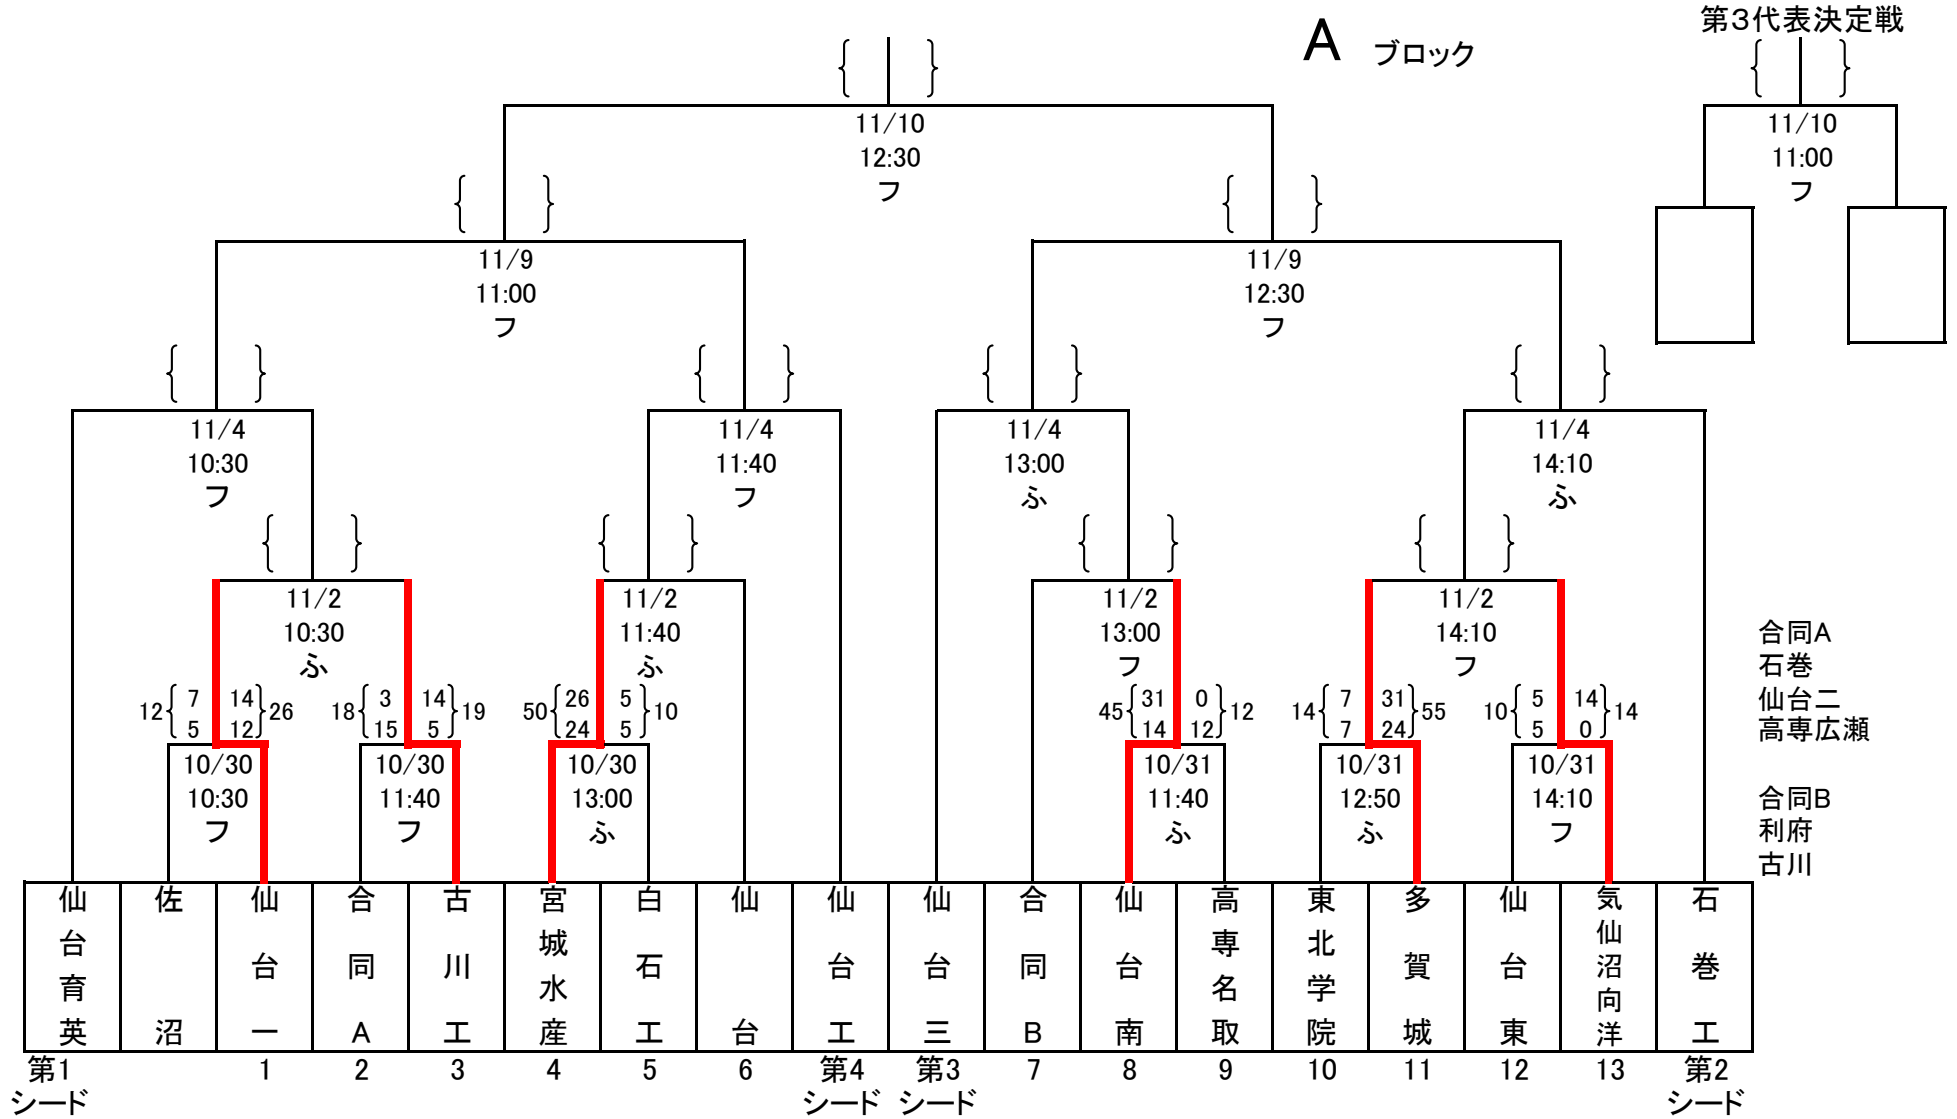 第3代表決定戦
A ブロック
11/10
12:30
フ
11/10
11:00
フ
11/9
11:00
フ
11/9
12:30
フ
11/4
10:30
フ
11/4
11:40
フ
11/4
13:00
ふ
11/4
14:10
ふ
11/2
10:30
ふ
11/2
11:40
ふ
11/2
13:00
フ
11/2
14:10
フ
合同A
石巻
仙台二
高専広瀬
合同B
利府
古川
12 7 14 26
5 12
18 3 14 19
15 5
50 26 5 10
24 5
45 31 0 12
14 12
14 7 31 55
7 24
10 5 14 14
5 0
10/30
10:30
フ
10/30
11:40
フ
10/30
13:00
ふ
10/31
11:40
ふ
10/31
12:50
ふ
10/31
14:10
フ
仙台育英
佐沼
仙台一
合同A
古川工
宮城水産
白石工
仙台
仙台工
仙台三
合同B
仙台南
高専名取
東北学院
多賀城
仙台東
気仙沼向洋
石巻工
第1 1 2 3 4 5 6 第4 第3 7 8 9 10 11 12 13 第2
シード シード シード シード